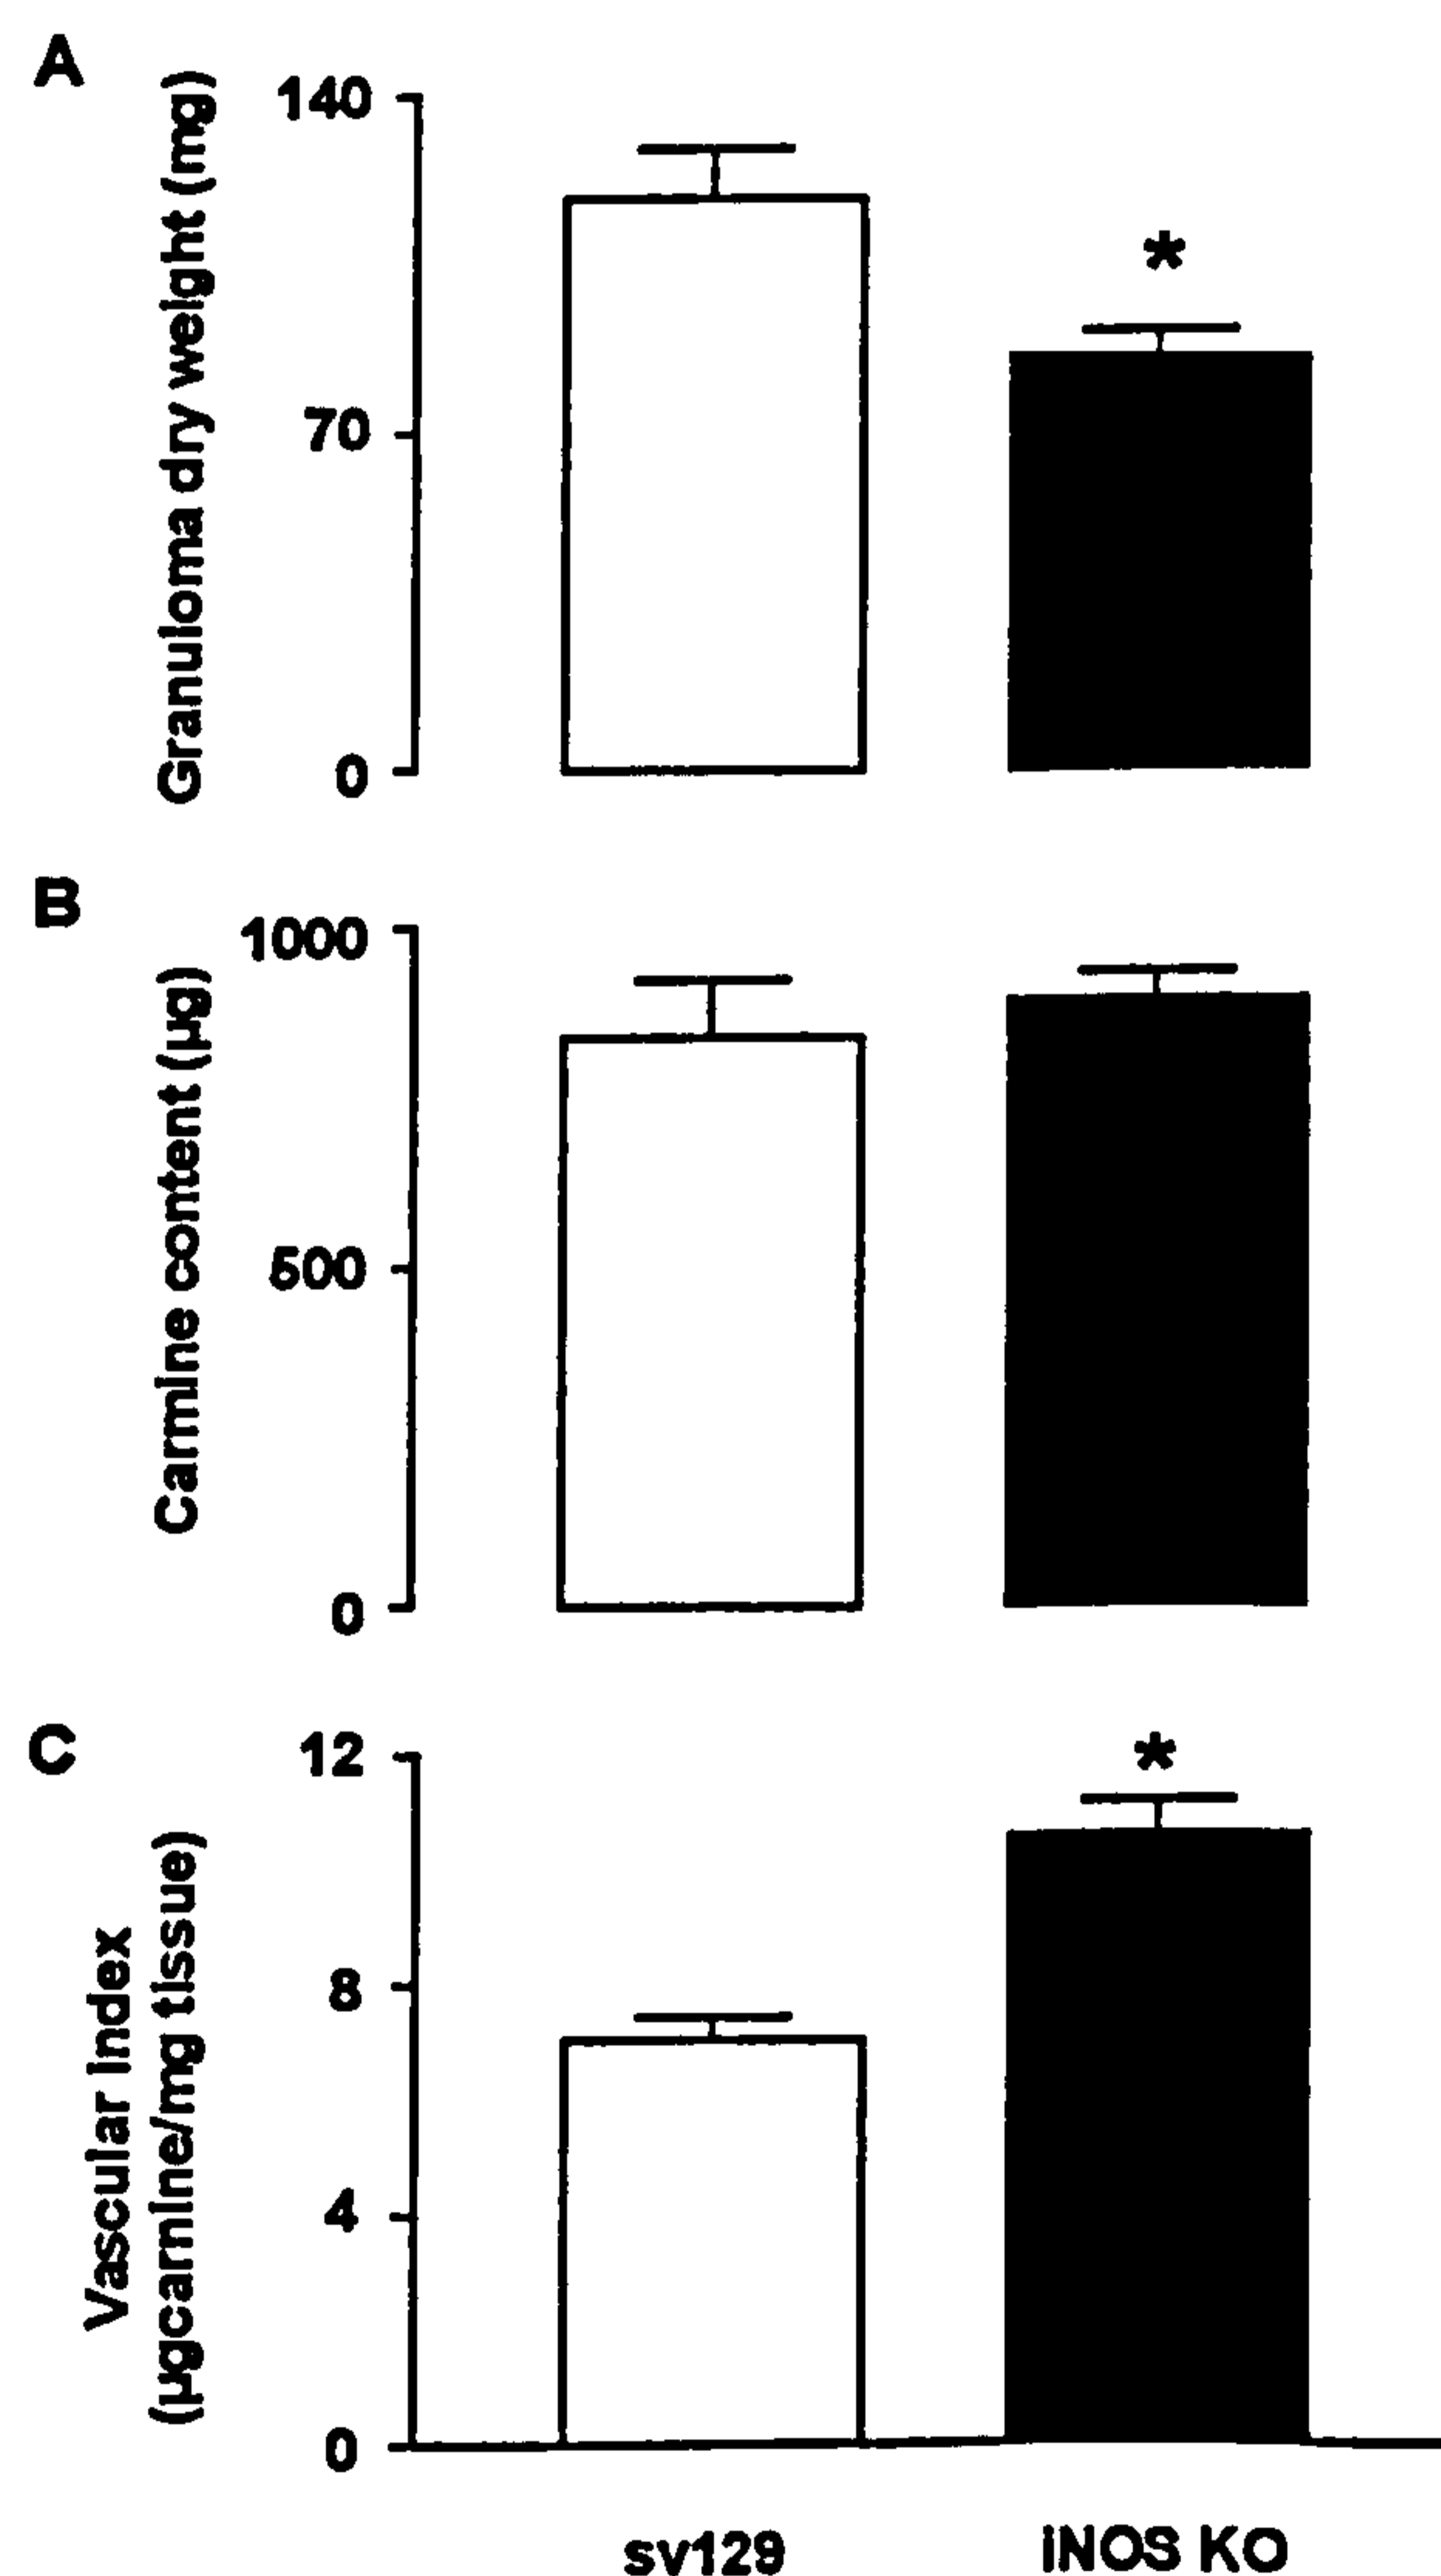 A
Granuloma dry weight (mg)
140
*
70
0
B
Carmine content (µg)
1000
500
0
C
Vascular Index
(µgcarmine/mg tissue)
12
*
8
4
0
sv129
iNOS KO